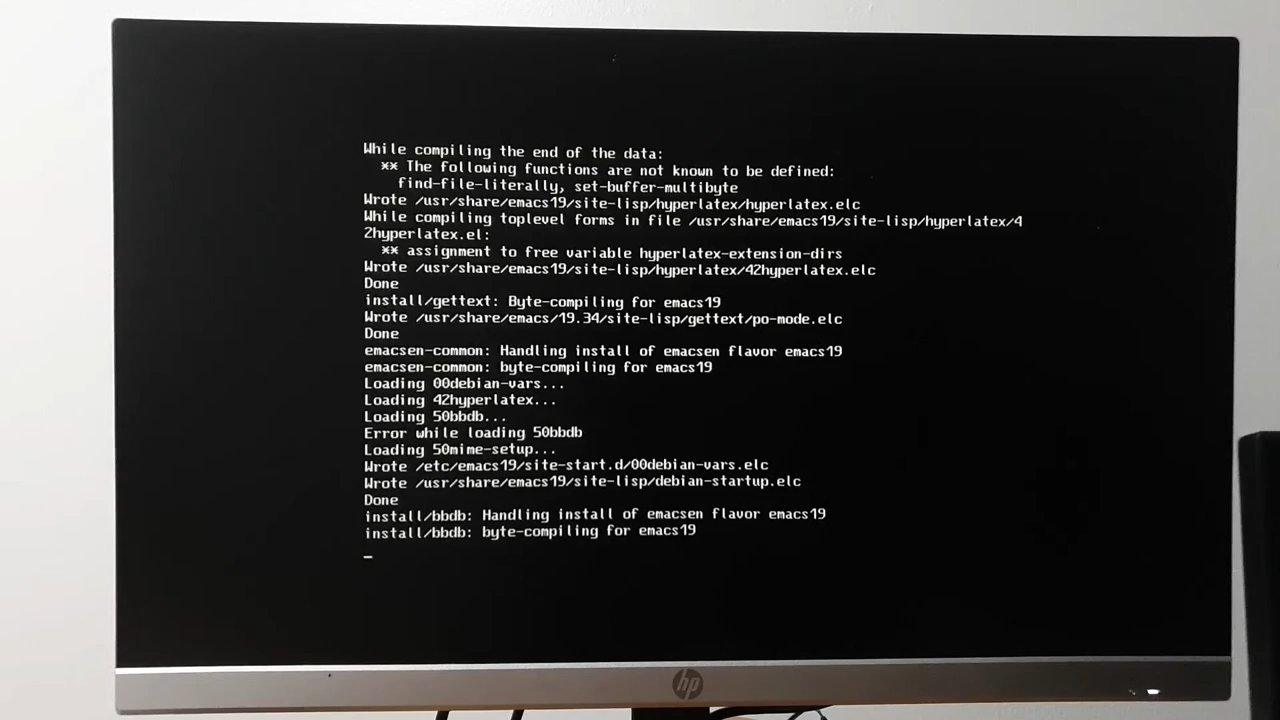 While compiling the end of the data:
** The following functions are not known to be defined:
find-file-literally, set-buffer-multibyte
Wrote /usr/share/emacs19/site-lisp/hyperlatex/hyperlatex.elc
While compiling toplevel forms in file /usr/share/emacs19/site-lisp/hyperlatex/4
2hyperlatex.el:
** assignment to free variable hyperlatex-extension-dirs
Wrote /usr/share/emacs19/site-lisp/hyperlatex/42hyperlatex.elc
Done
install/gettext: Byte-compiling for emacs19
Wrote /usr/share/emacs/19.34/site-lisp/gettext/po-mode.elc
Done
emacsen-common: Handling install of emacsen flavor emacs19
emacsen-common: byte-compiling for emacs19
Loading 00debian-vars...
Loading 42hyperlatex...
Loading 50bbdb...
Error while loading 50bbdb
Loading 50mime-setup...
Wrote /etc/emacs19/site-start.d/00debian-vars.elc
Wrote /usr/share/emacs19/site-lisp/debian-startup.elc
Done
install/bbdb: Handling install of emacsen flavor emacs19
install/bbdb: byte-compiling for emacs19
_
hp